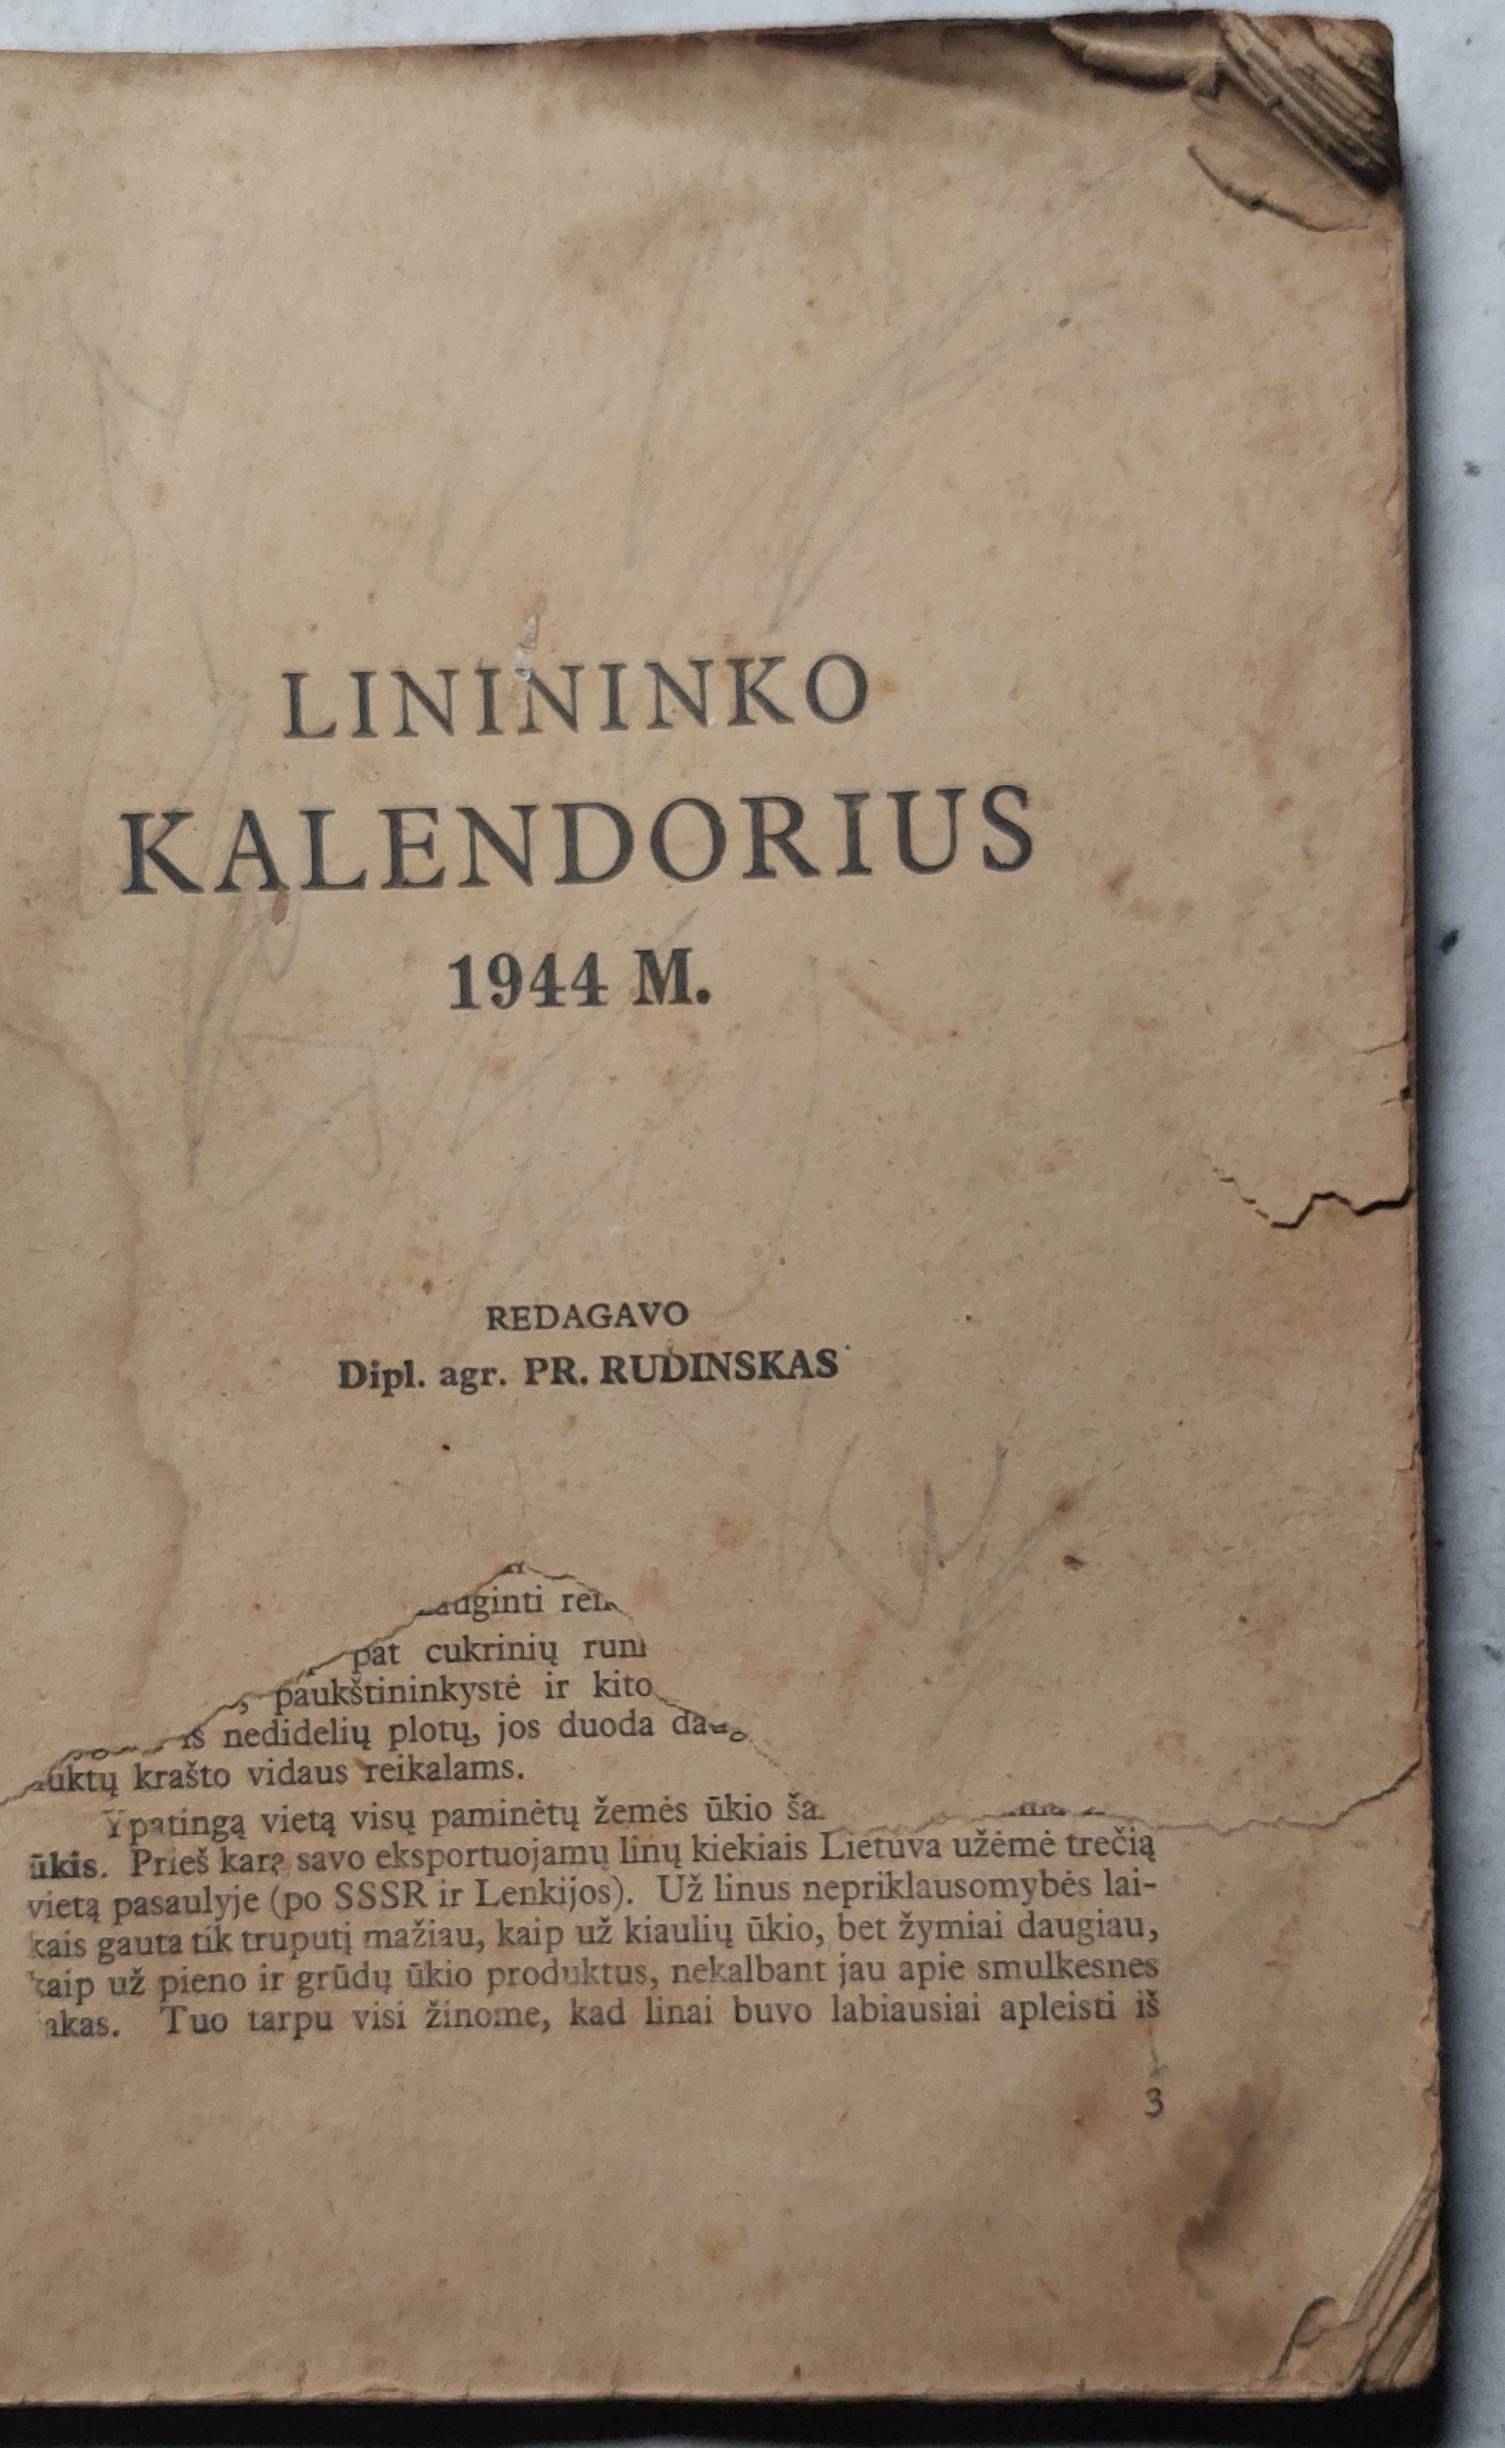 LINININKO
KALENDORIUS
1944 M.
REDAGAVO
Dipl. agr. PR. RUDINSKAS
pat cukrinių
paukštininkystė ir kito
nedidelių plotų, jos duoda
krašto vidaus reikalams.
Ypatingą vietą visų paminėtų žemės ūkio
ūkis. Prieš karą savo eksportuojamų linų kiekiais Lietuva užėmė trečią
vietą pasaulyje (po SSSR ir Lenkijos). Už linus nepriklausomybės lai-
kais gauta tik truputį mažiau, kaip už kiaulių ūkio, bet žymiai daugiau,
kaip už pieno ir grūdų ūkio produktus, nekalbant jau apie smulkesnes
Tuo tarpu visi žinome, kad linai buvo labiausiai apleisti iš
3